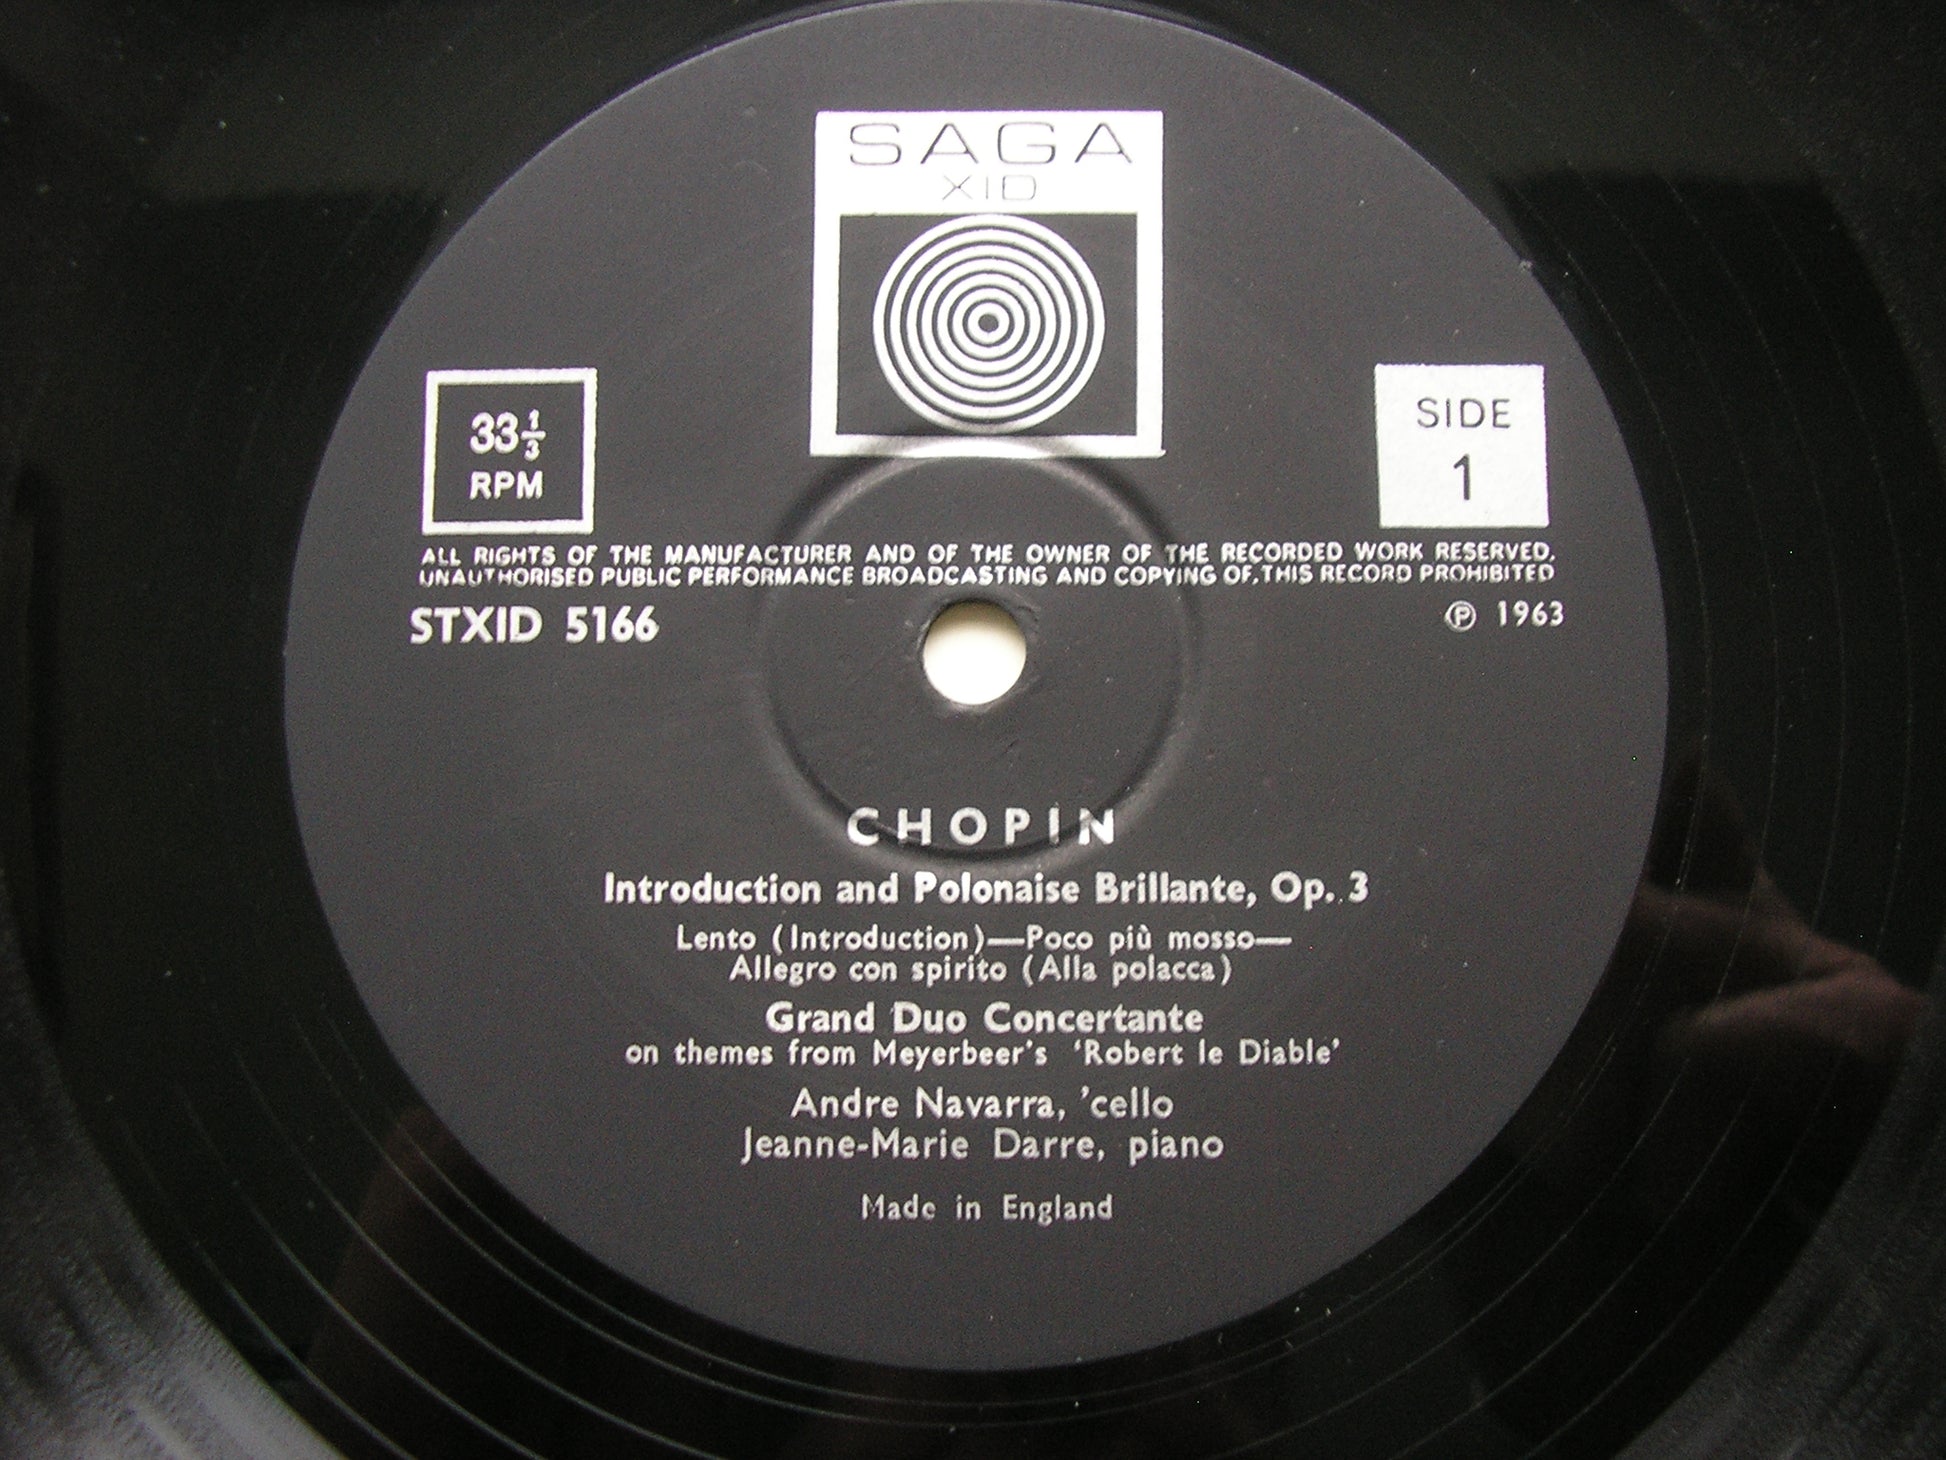 SAGA
XID
33⅓
RPM
SIDE
1
ALL RIGHTS OF THE MANUFACTURER AND OF THE OWNER OF THE RECORDED WORK RESERVED.
UNAUTHORISED PUBLIC PERFORMANCE BROADCASTING AND COPYING OF THIS RECORD PROHIBITED
STXID 5166
℗ 1963
CHOPIN
Introduction and Polonaise Brillante, Op. 3
Lento (Introduction)—Poco più mosso—
Allegro con spirito (Alla polacca)
Grand Duo Concertante
on themes from Meyerbeer's 'Robert le Diable'
Andre Navarra, 'cello
Jeanne-Marie Darre, piano
Made in England